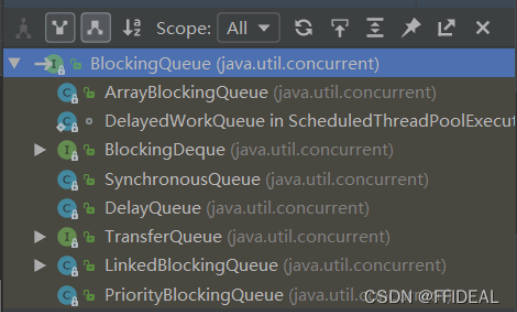 Scope: All
BlockingQueue (java.util.concurrent)
ArrayBlockingQueue (java.util.concurrent)
DelayedWorkQueue in ScheduledThreadPoolExecut
BlockingDeque (java.util.concurrent)
SynchronousQueue (java.util.concurrent)
DelayQueue (java.util.concurrent)
TransferQueue (java.util.concurrent)
LinkedBlockingQueue (java.util.concurrent)
PriorityBlockingQueue (java.util.concurrent)
CSDN @FFIDEAL